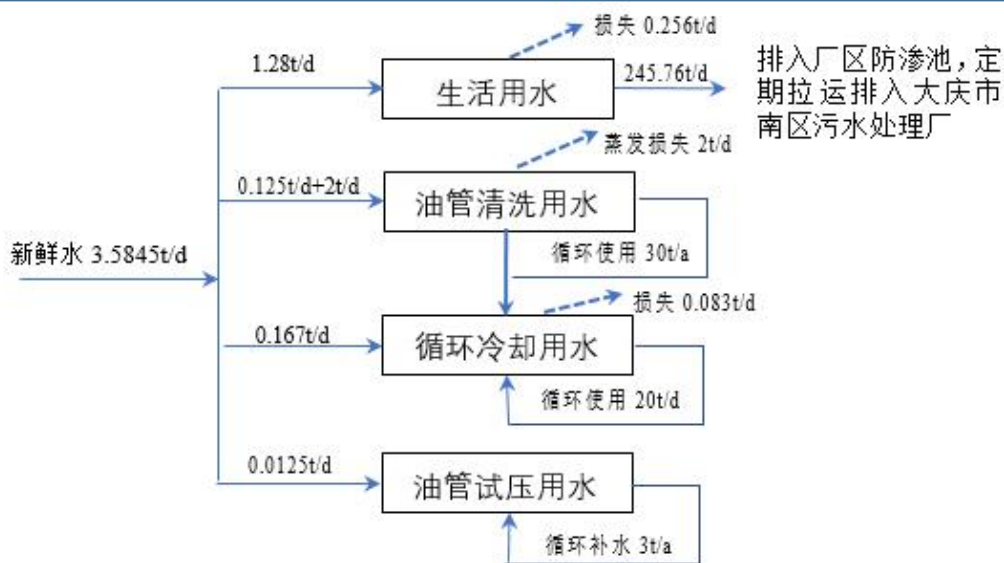 损失 0.256t/d
1.28t/d
生活用水
245.76t/d
排入厂区防渗池，定
期拉运排入大庆市
南区污水处理厂
蒸发损失 2t/d
0.125t/d+2t/d
油管清洗用水
新鲜水 3.5845t/d
循环使用 30t/a
损失 0.083t/d
0.167t/d
循环冷却用水
循环使用 20t/d
0.0125t/d
油管试压用水
循环补水 3t/a